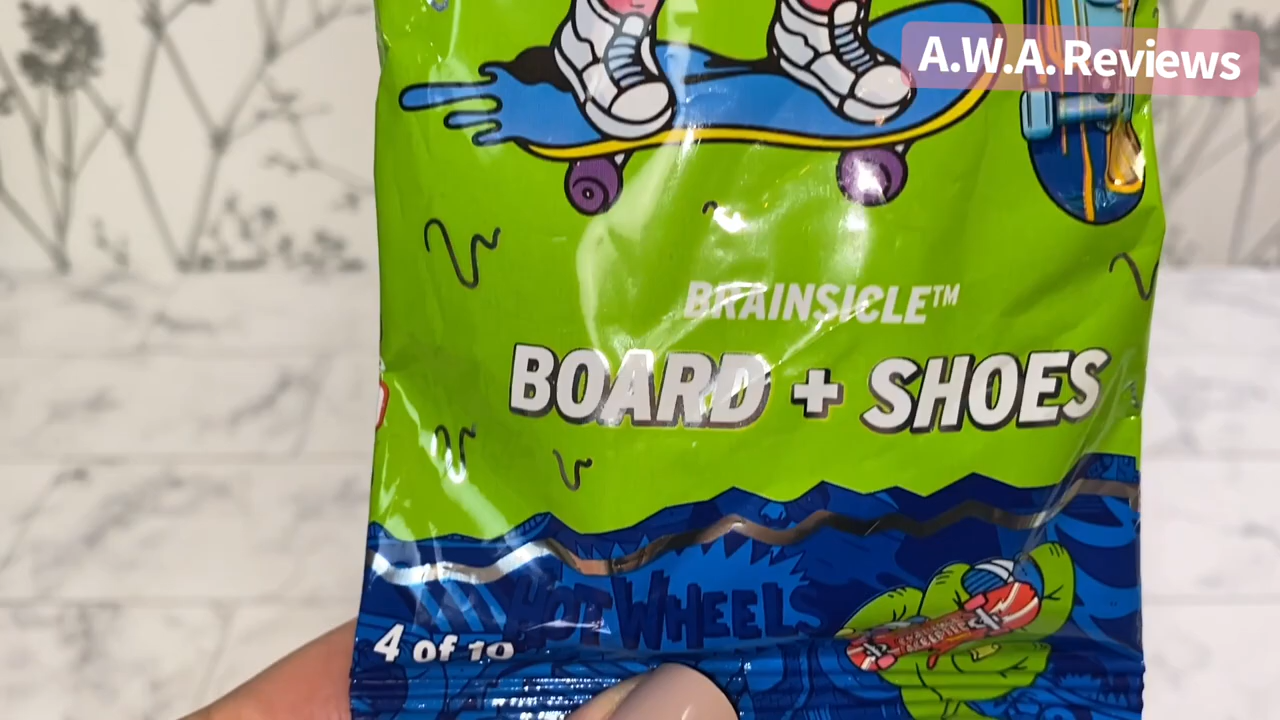 A.W.A. Reviews
BRAINSICLE™
BOARD + SHOES
HOT WHEELS
4 of 10